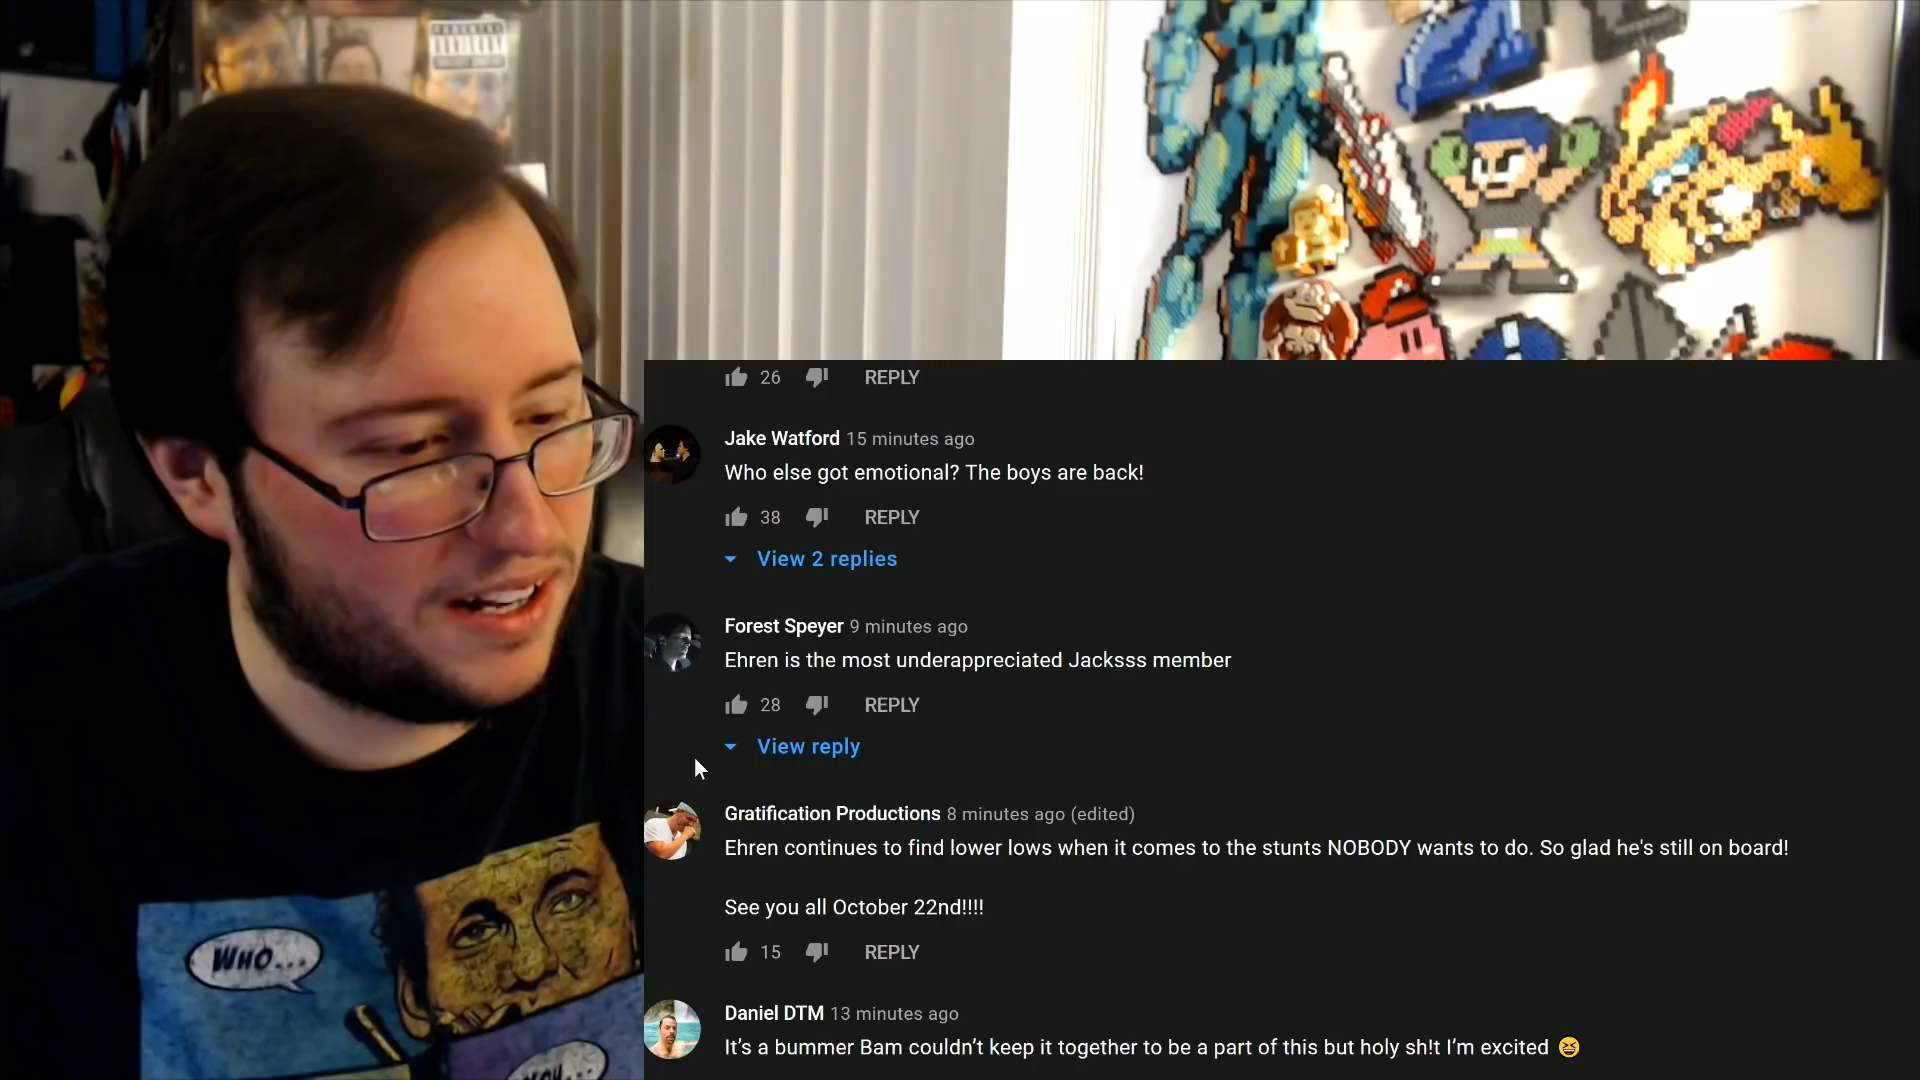 PARENTAL
ADVISORY
26 REPLY
Jake Watford 15 minutes ago
Who else got emotional? The boys are back!
38 REPLY
View 2 replies
Forest Speyer 9 minutes ago
Ehren is the most underappreciated Jacksss member
28 REPLY
View reply
Gratification Productions 8 minutes ago (edited)
Ehren continues to find lower lows when it comes to the stunts NOBODY wants to do. So glad he's still on board!
See you all October 22nd!!!!
15 REPLY
Daniel DTM 13 minutes ago
It’s a bummer Bam couldn’t keep it together to be a part of this but holy sh!t I’m excited 😆
WHO...